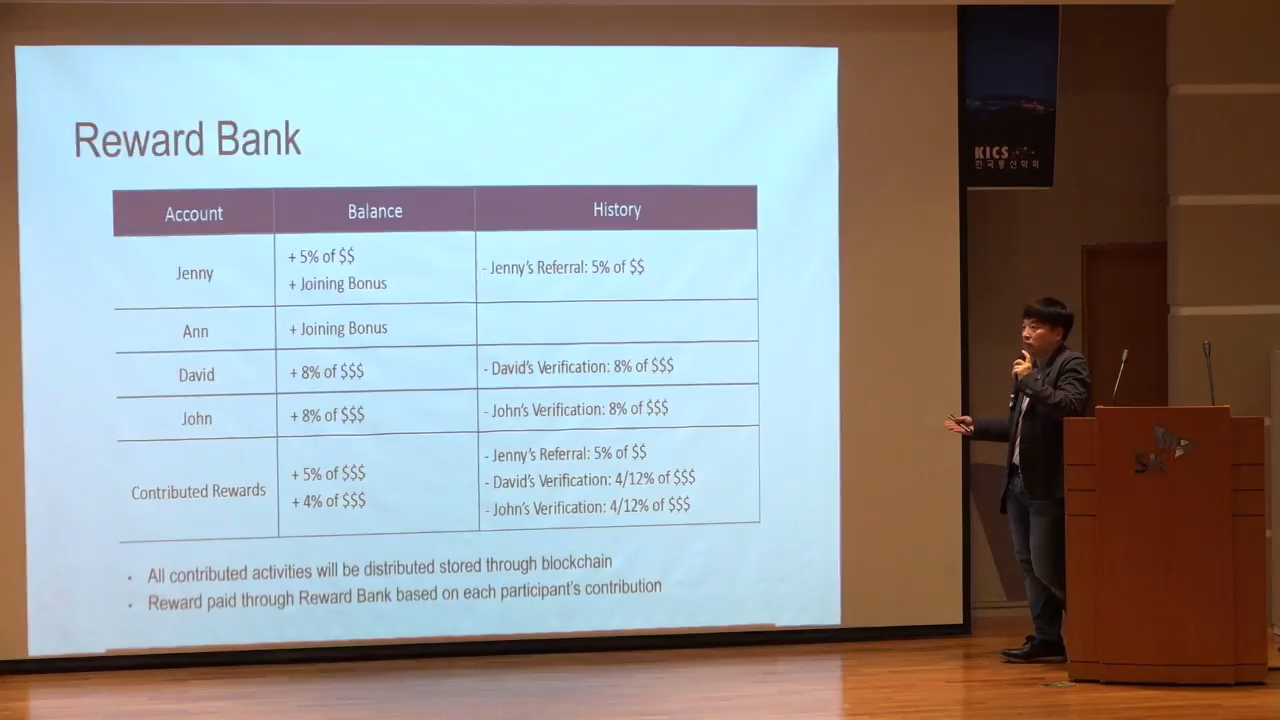 Reward Bank
Account Balance History
Jenny
+ 5% of $$
+ Joining Bonus
- Jenny's Referral: 5% of $$
Ann
+ Joining Bonus
David
+ 8% of $$$
- David's Verification: 8% of $$$
John
+ 8% of $$$
- John's Verification: 8% of $$$
Contributed Rewards
+ 5% of $$$
+ 4% of $$$
- Jenny's Referral: 5% of $$
- David's Verification: 4/12% of $$$
- John's Verification: 4/12% of $$$
· All contributed activities will be distributed stored through blockchain
· Reward paid through Reward Bank based on each participant's contribution
KICS
한국통신학회
SK